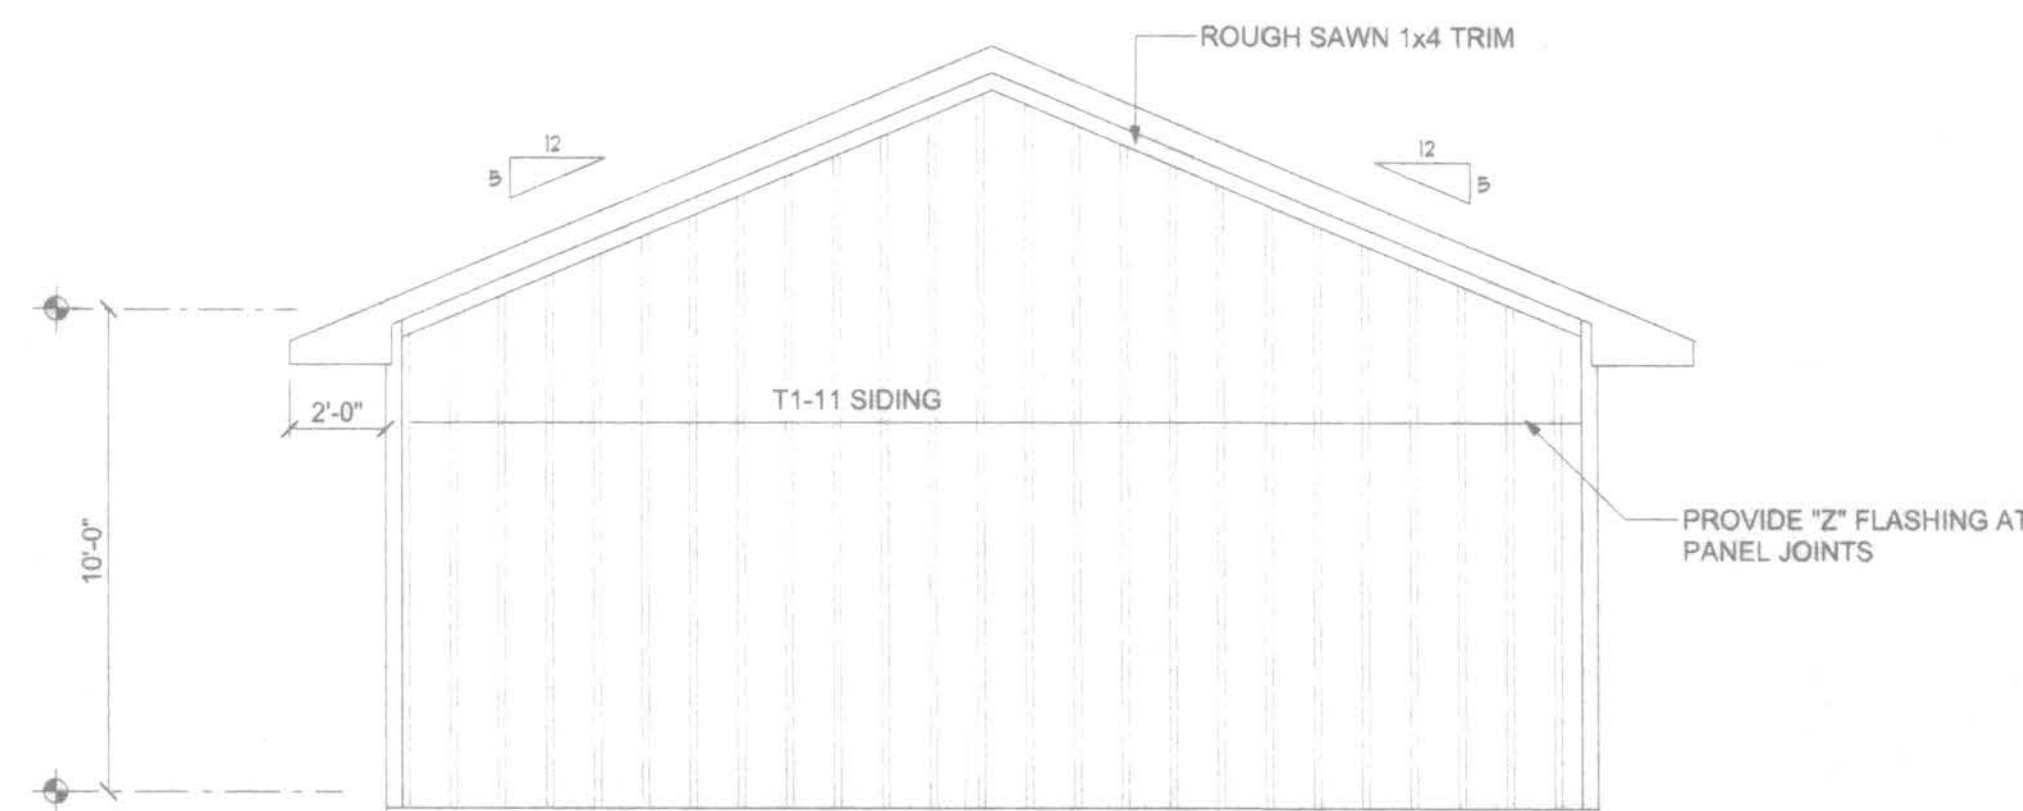 ROUGH SAWN 1x4 TRIM
12
5
12
5
T1-11 SIDING
2'-0"
10'-0"
PROVIDE "Z" FLASHING AT
PANEL JOINTS